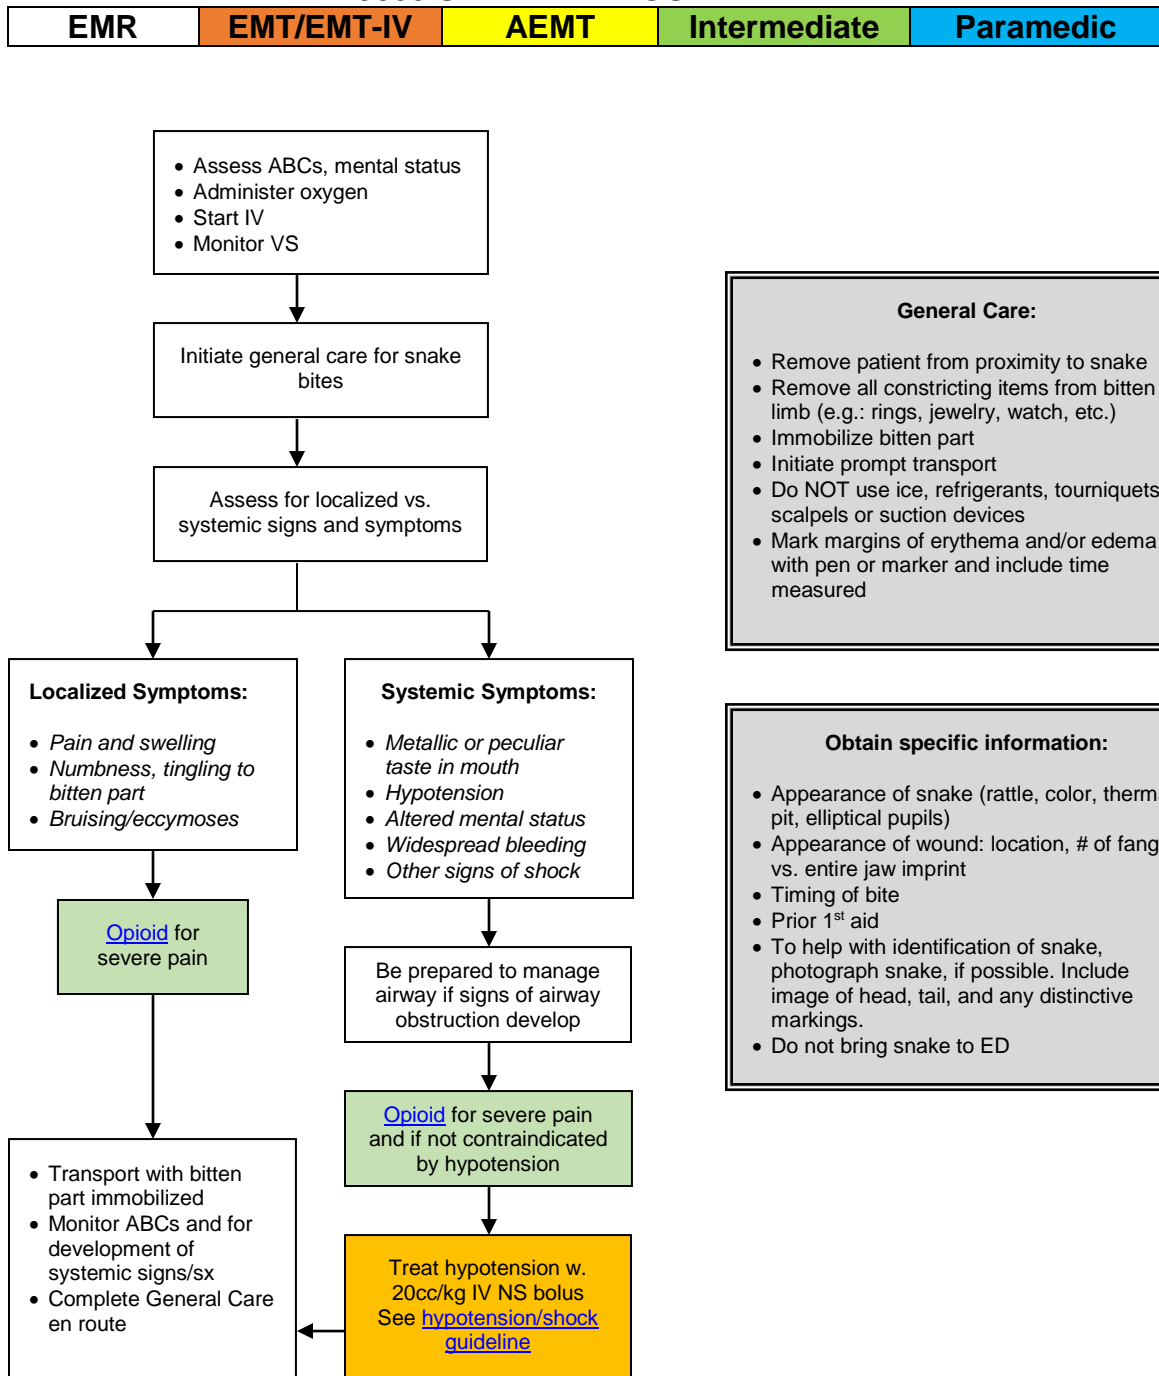 EMR EMT/EMT-IV AEMT Intermediate Paramedic
• Assess ABCs, mental status
• Administer oxygen
• Start IV
• Monitor VS
Initiate general care for snake
bites
Assess for localized vs.
systemic signs and symptoms
Localized Symptoms:
• Pain and swelling
• Numbness, tingling to
bitten part
• Bruising/eccymoses
Opioid for
severe pain
• Transport with bitten
part immobilized
• Monitor ABCs and for
development of
systemic signs/sx
• Complete General Care
en route
Systemic Symptoms:
• Metallic or peculiar
taste in mouth
• Hypotension
• Altered mental status
• Widespread bleeding
• Other signs of shock
Be prepared to manage
airway if signs of airway
obstruction develop
Opioid for severe pain
and if not contraindicated
by hypotension
Treat hypotension w.
20cc/kg IV NS bolus
See hypotension/shock
guideline
General Care:
• Remove patient from proximity to snake
• Remove all constricting items from bitten
limb (e.g.: rings, jewelry, watch, etc.)
• Immobilize bitten part
• Initiate prompt transport
• Do NOT use ice, refrigerants, tourniquets
scalpels or suction devices
• Mark margins of erythema and/or edema
with pen or marker and include time
measured
Obtain specific information:
• Appearance of snake (rattle, color,
pit, elliptical pupils)
• Appearance of wound: location, # of fang
vs. entire jaw imprint
• Timing of bite
• Prior 1st aid
• To help with identification of snake,
photograph snake, if possible. Include
image of head, tail, and any distinctive
markings.
• Do not bring snake to ED